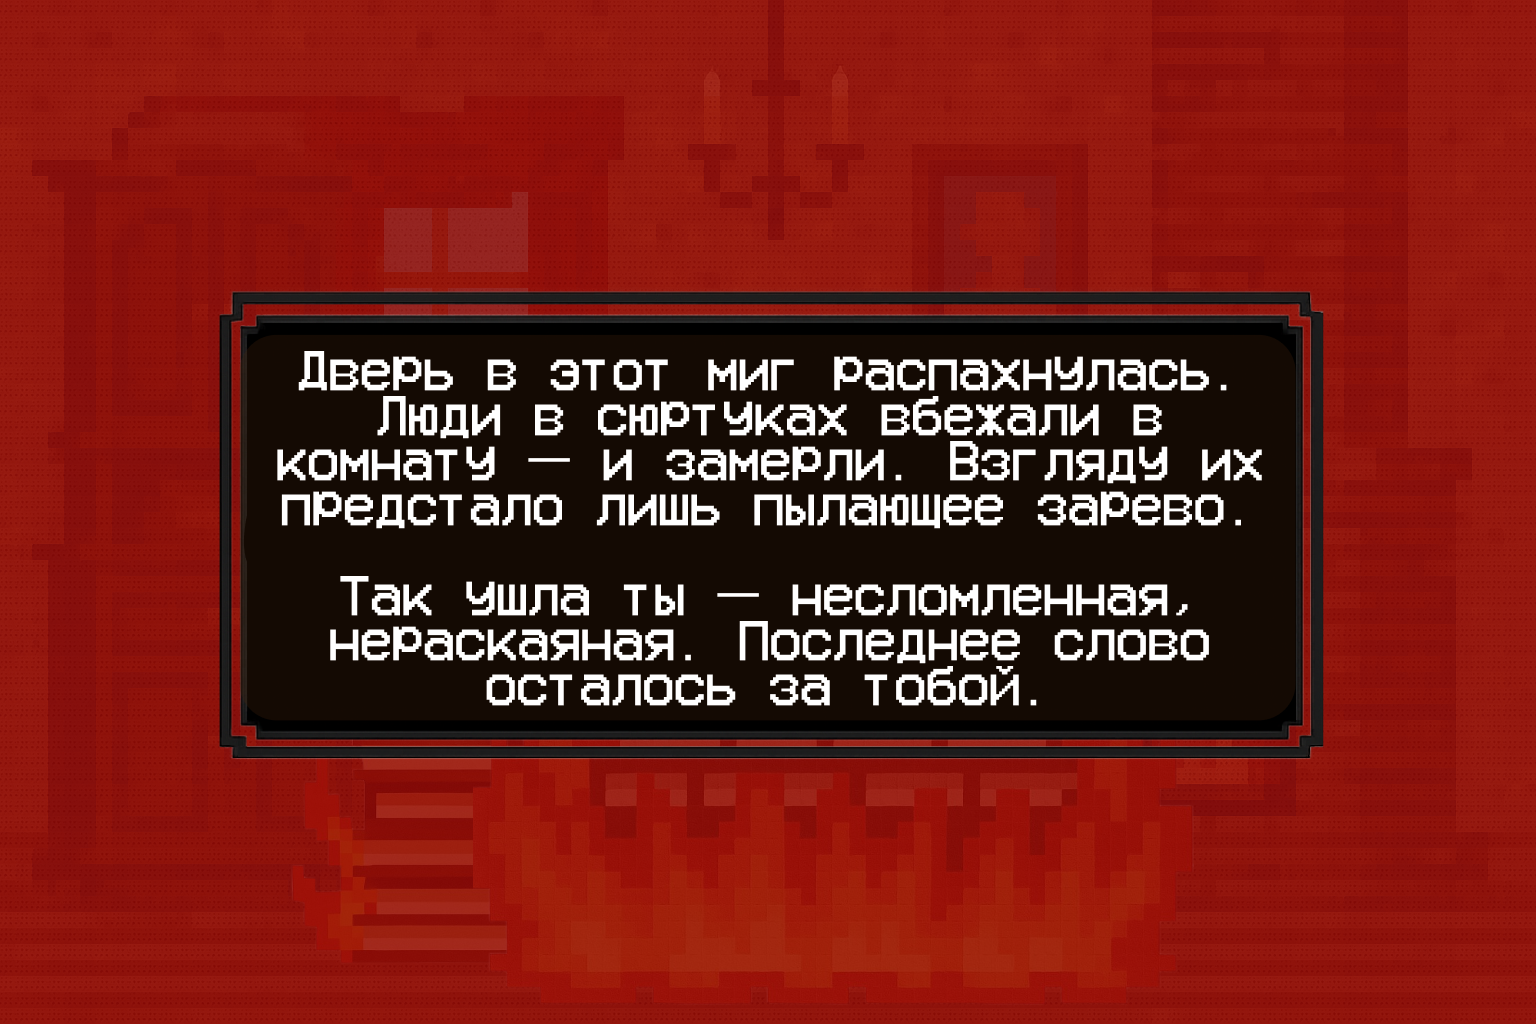 Дверь в этот миг распахнулась.
Люди в сюртуках вбежали в
комнату — и замерли. Взгляду их
предстало лишь пылающее зарево.
Так ушла ты — несломленная,
нераскаяная. Последнее слово
осталось за тобой.